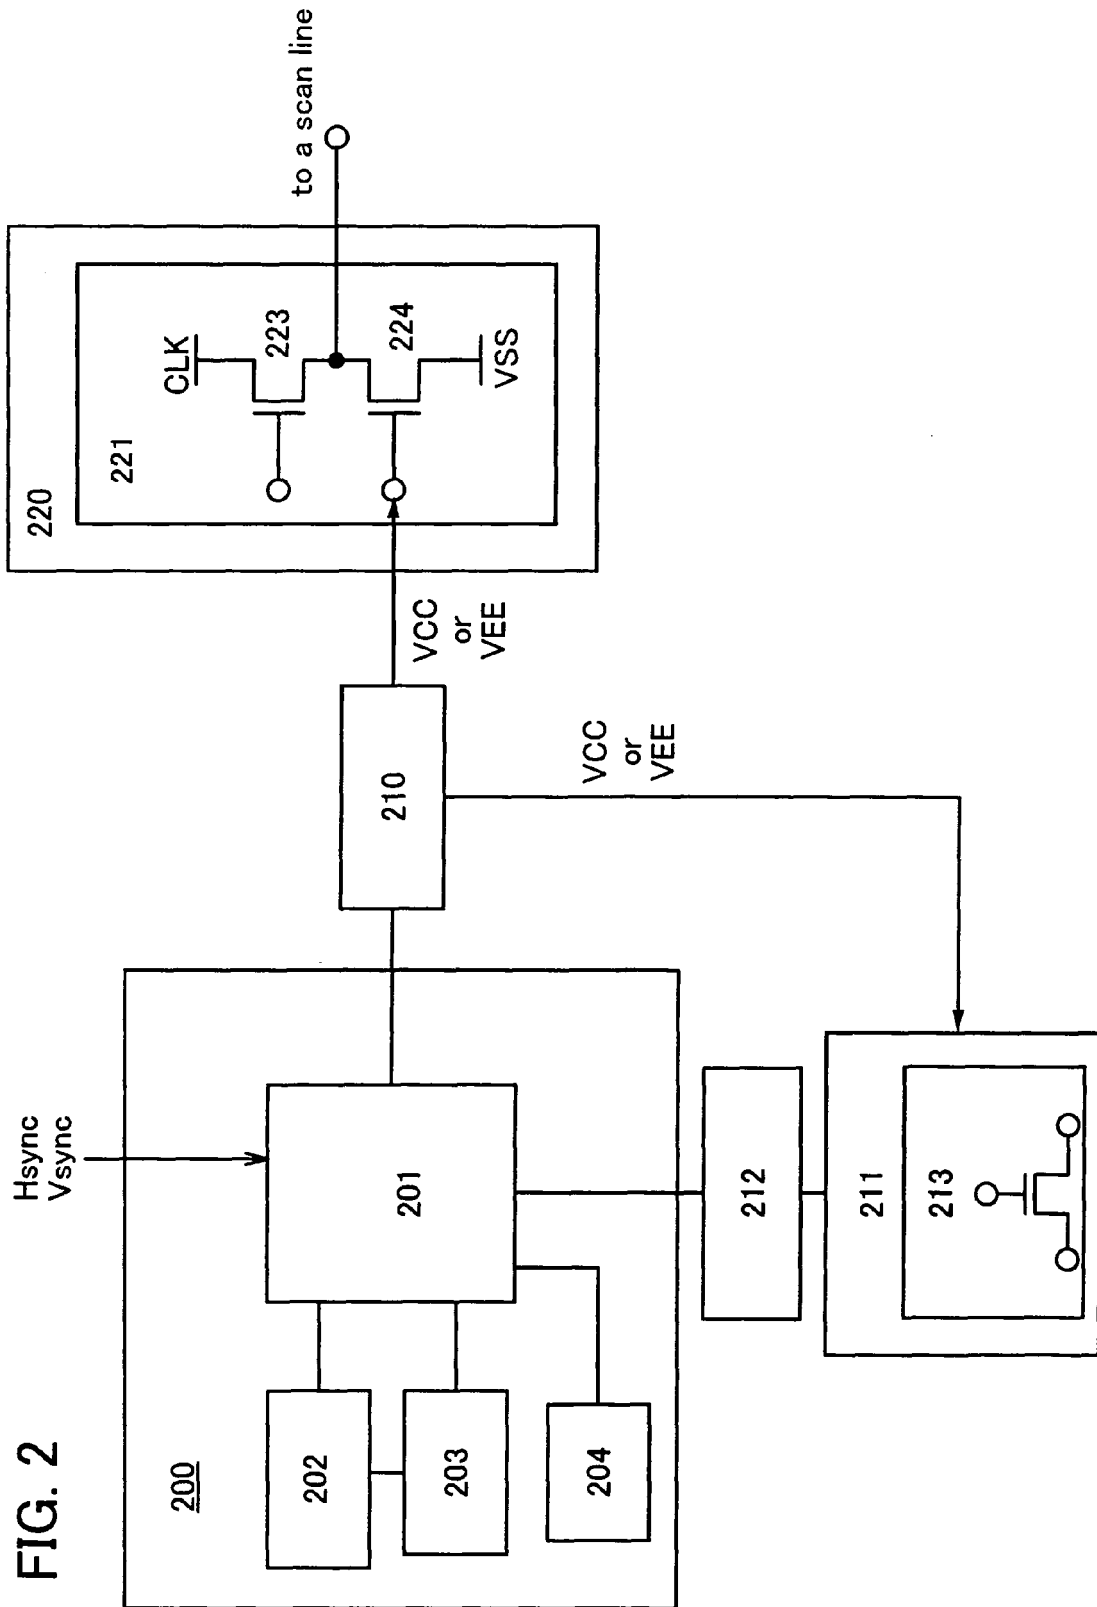 FIG. 2
Hsync
Vsync
200
201
202
203
204
210
VCC
or
VEE
VCC
or
VEE
212
211
213
220
221
CLK
223
224
VSS
to a scan line